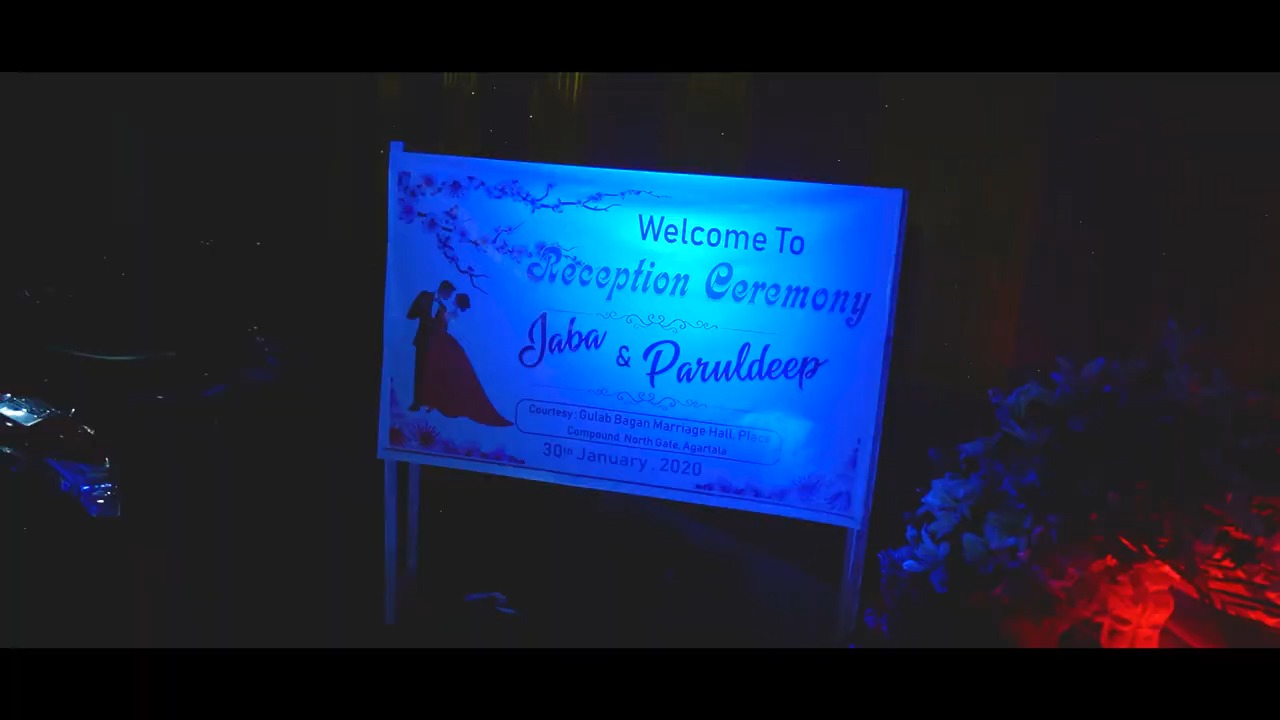 Welcome To
Reception Ceremony
Jaba & Paruldeep
Courtesy: Gulab Bagan Marriage Hall, Place
Compound, North Gate, Agartala
30th January, 2020